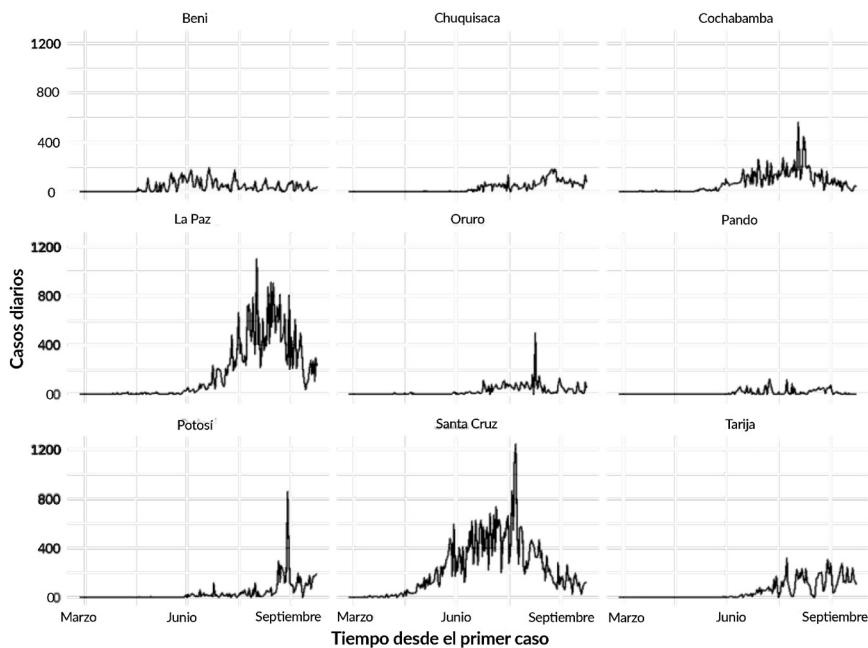 Beni Chuquisaca Cochabamba
1200
800
400
0
La Paz Oruro Pando
1200
800
400
00
Potosí Santa Cruz Tarija
1200
800
400
00
Casos diarios
Marzo Junio Septiembre Marzo Junio Septiembre Marzo Junio Septiembre
Tiempo desde el primer caso